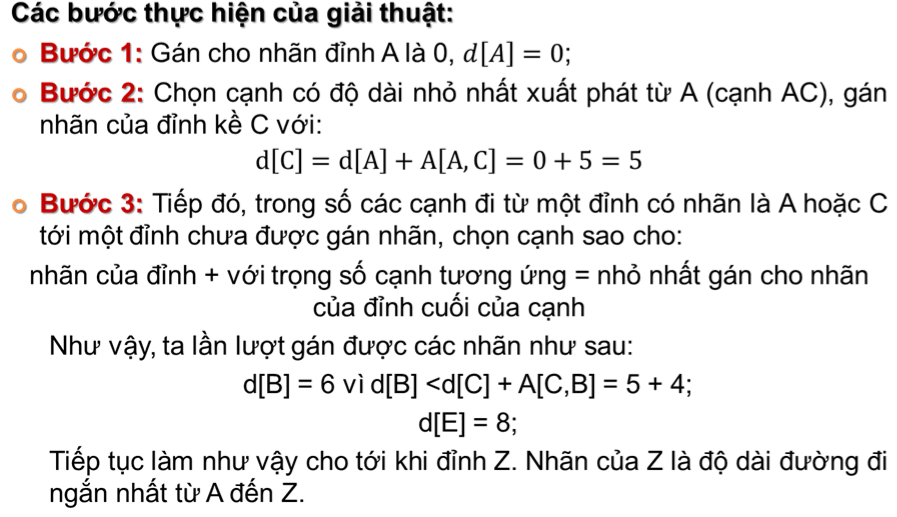 Các bước thực hiện của giải thuật:
Bước 1: Gán cho nhãn đỉnh A là 0, d[A] = 0;
Bước 2: Chọn cạnh có độ dài nhỏ nhất xuất phát từ A (cạnh AC), gán
nhãn của đỉnh kề C với:
d[C] = d[A] + A[A, C] = 0 + 5 = 5
Bước 3: Tiếp đó, trong số các cạnh đi từ một đỉnh có nhãn là A hoặc C
tới một đỉnh chưa được gán nhãn, chọn cạnh sao cho:
nhãn của đỉnh + với trọng số cạnh tương ứng = nhỏ nhất gán cho nhãn
của đỉnh cuối của cạnh
Như vậy, ta lần lượt gán được các nhãn như sau:
d[B] = 6 vì d[B] <d[C] + A[C,B] = 5 + 4;
d[E] = 8;
Tiếp tục làm như vậy cho tới khi đỉnh Z. Nhãn của Z là độ dài đường đi
ngắn nhất từ A đến Z.